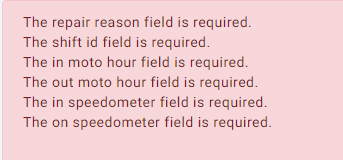 The repair reason field is required.
The shift id field is required.
The in moto hour field is required.
The out moto hour field is required.
The in speedometer field is required.
The on speedometer field is required.